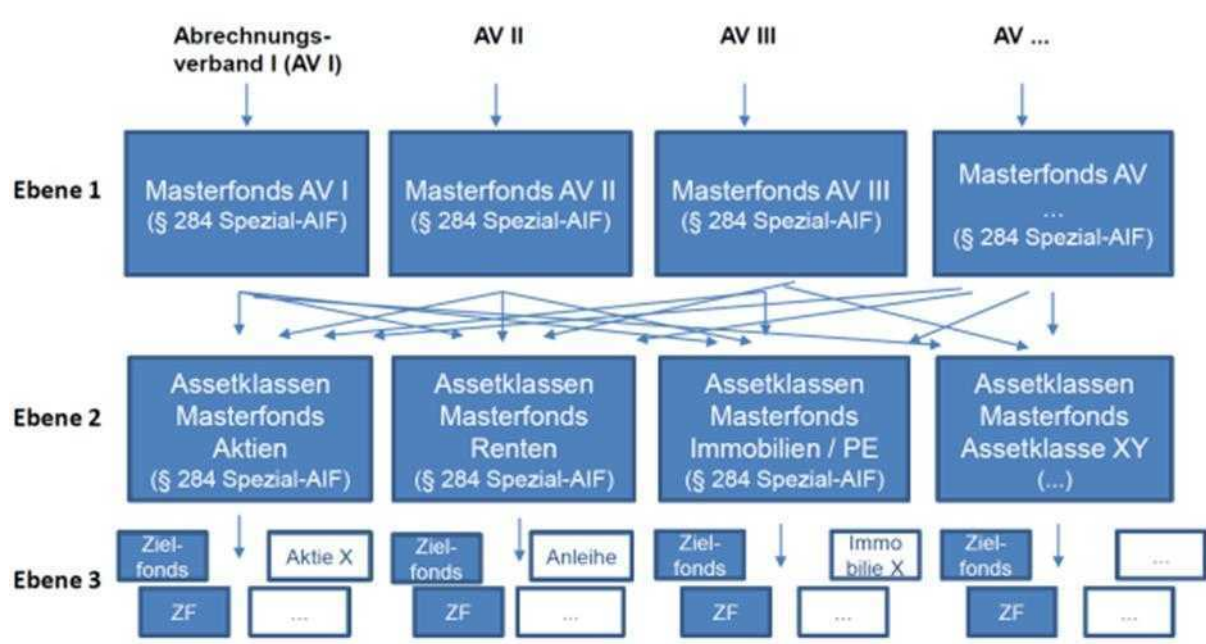 Abrechnungs-
verband I (AV I)
AV II
AV III
AV ...
Ebene 1
Masterfonds AV I
(§ 284 Spezial-AIF)
Masterfonds AV II
(§ 284 Spezial-AIF)
Masterfonds AV III
(§ 284 Spezial-AIF)
Masterfonds AV
...
(§ 284 Spezial-AIF)
Ebene 2
Assetklassen
Masterfonds
Aktien
(§ 284 Spezial-AIF)
Assetklassen
Masterfonds
Renten
(§ 284 Spezial-AIF)
Assetklassen
Masterfonds
Immobilien / PE
(§ 284 Spezial-AIF)
Assetklassen
Masterfonds
Assetklasse XY
(...)
Ebene 3
Ziel-
fonds
Aktie X
ZF
...
Ziel-
fonds
Anleihe
ZF
...
Ziel-
fonds
Immo
bilie X
ZF
...
Ziel-
fonds
...
ZF
...